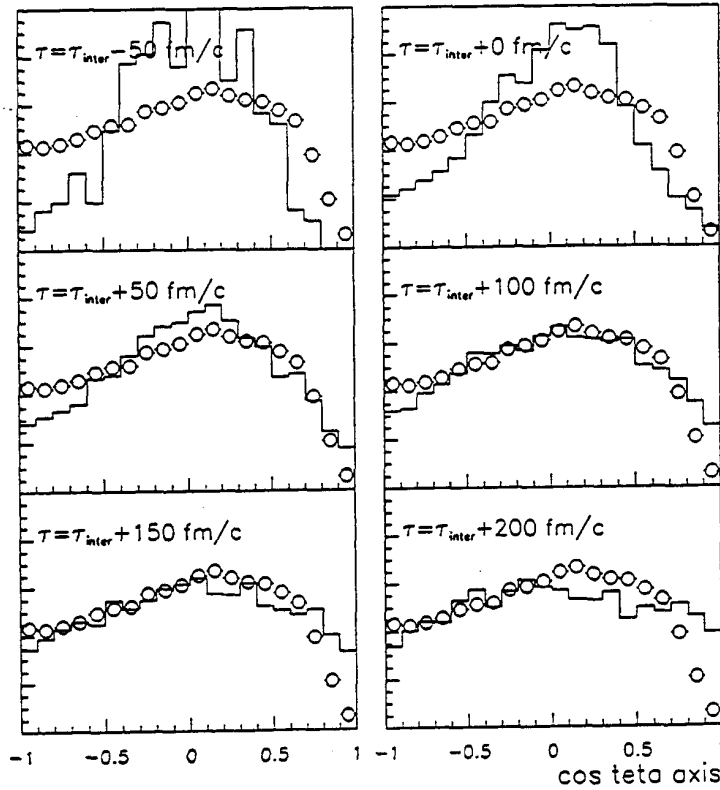 τ=τinter−50 fm/c
τ=τinter+0 fm/c
τ=τinter+50 fm/c
τ=τinter+100 fm/c
τ=τinter+150 fm/c
τ=τinter+200 fm/c
-1 -0.5 0 0.5 1
-1 -0.5 0 0.5 1
cos teta axis